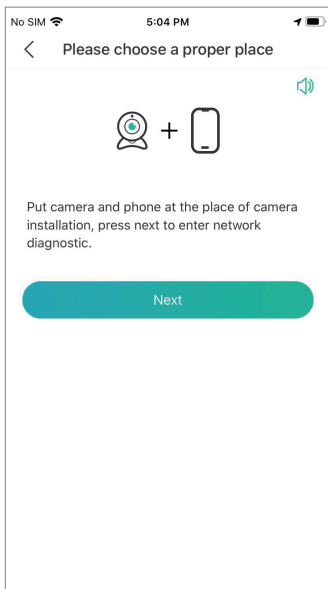 No SIM 5:04 PM
Please choose a proper place
+
Put camera and phone at the place of camera
installation, press next to enter network
diagnostic.
Next